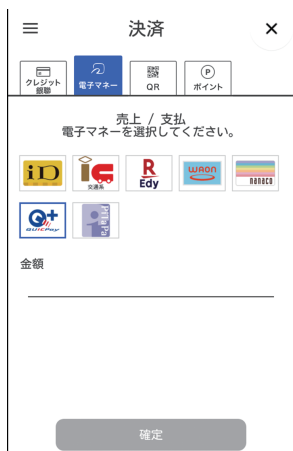 決済
クレジット
銀聯
電子マネー
QR
P
ポイント
売上 / 支払
電子マネーを選択してください。
iD
ic
交通系
R
Edy
WAON
nanaco
Q+
QUICPay
PiTaPa
金額
確定